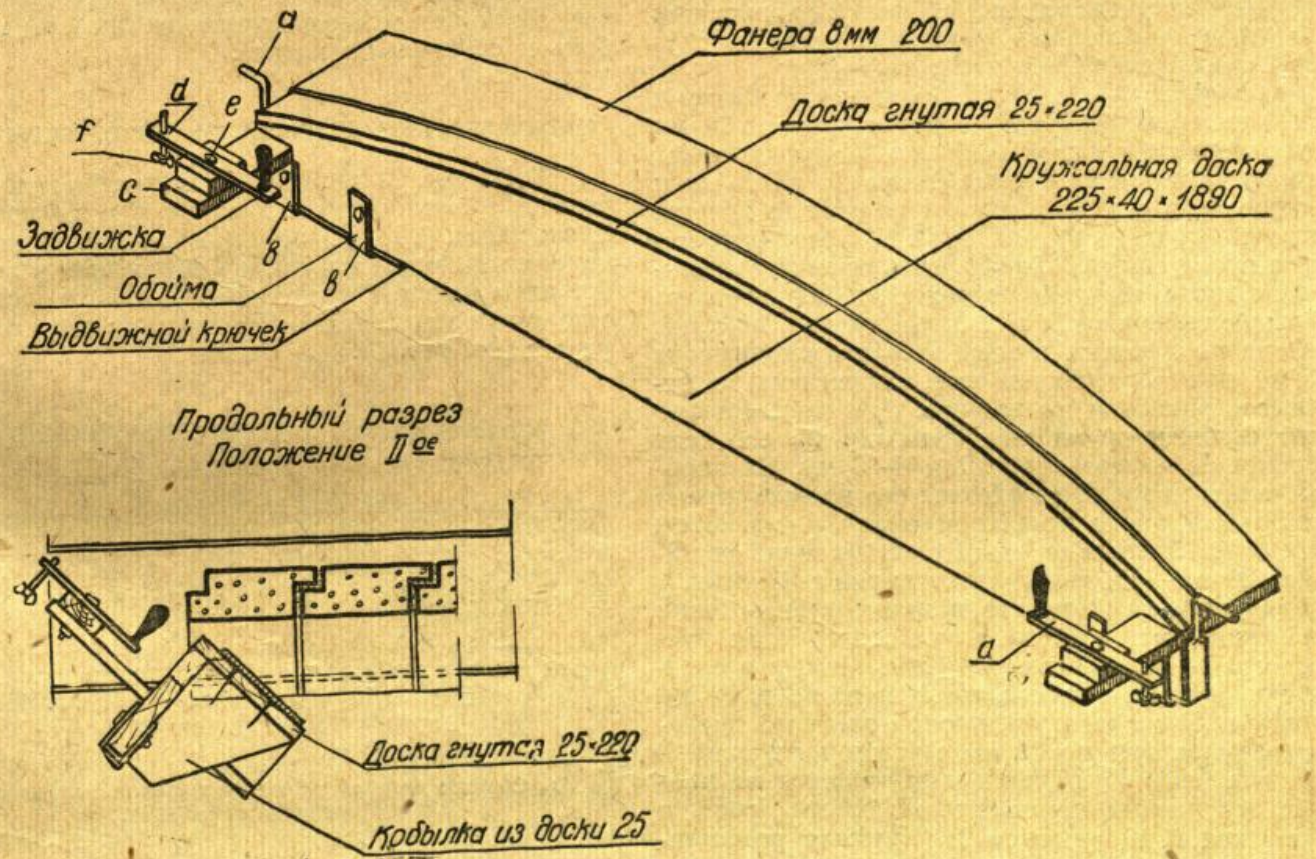 a
Фанера 8мм 200
d
e
Доска гнутая 25×220
f
Кружальная доска
225×40×1890
C
Задвижка
в
Обойма
в
Выдвижной крючек
Продольный разрез
Положение II ое
a
Доска гнутая 25×220
Кобылка из доски 25